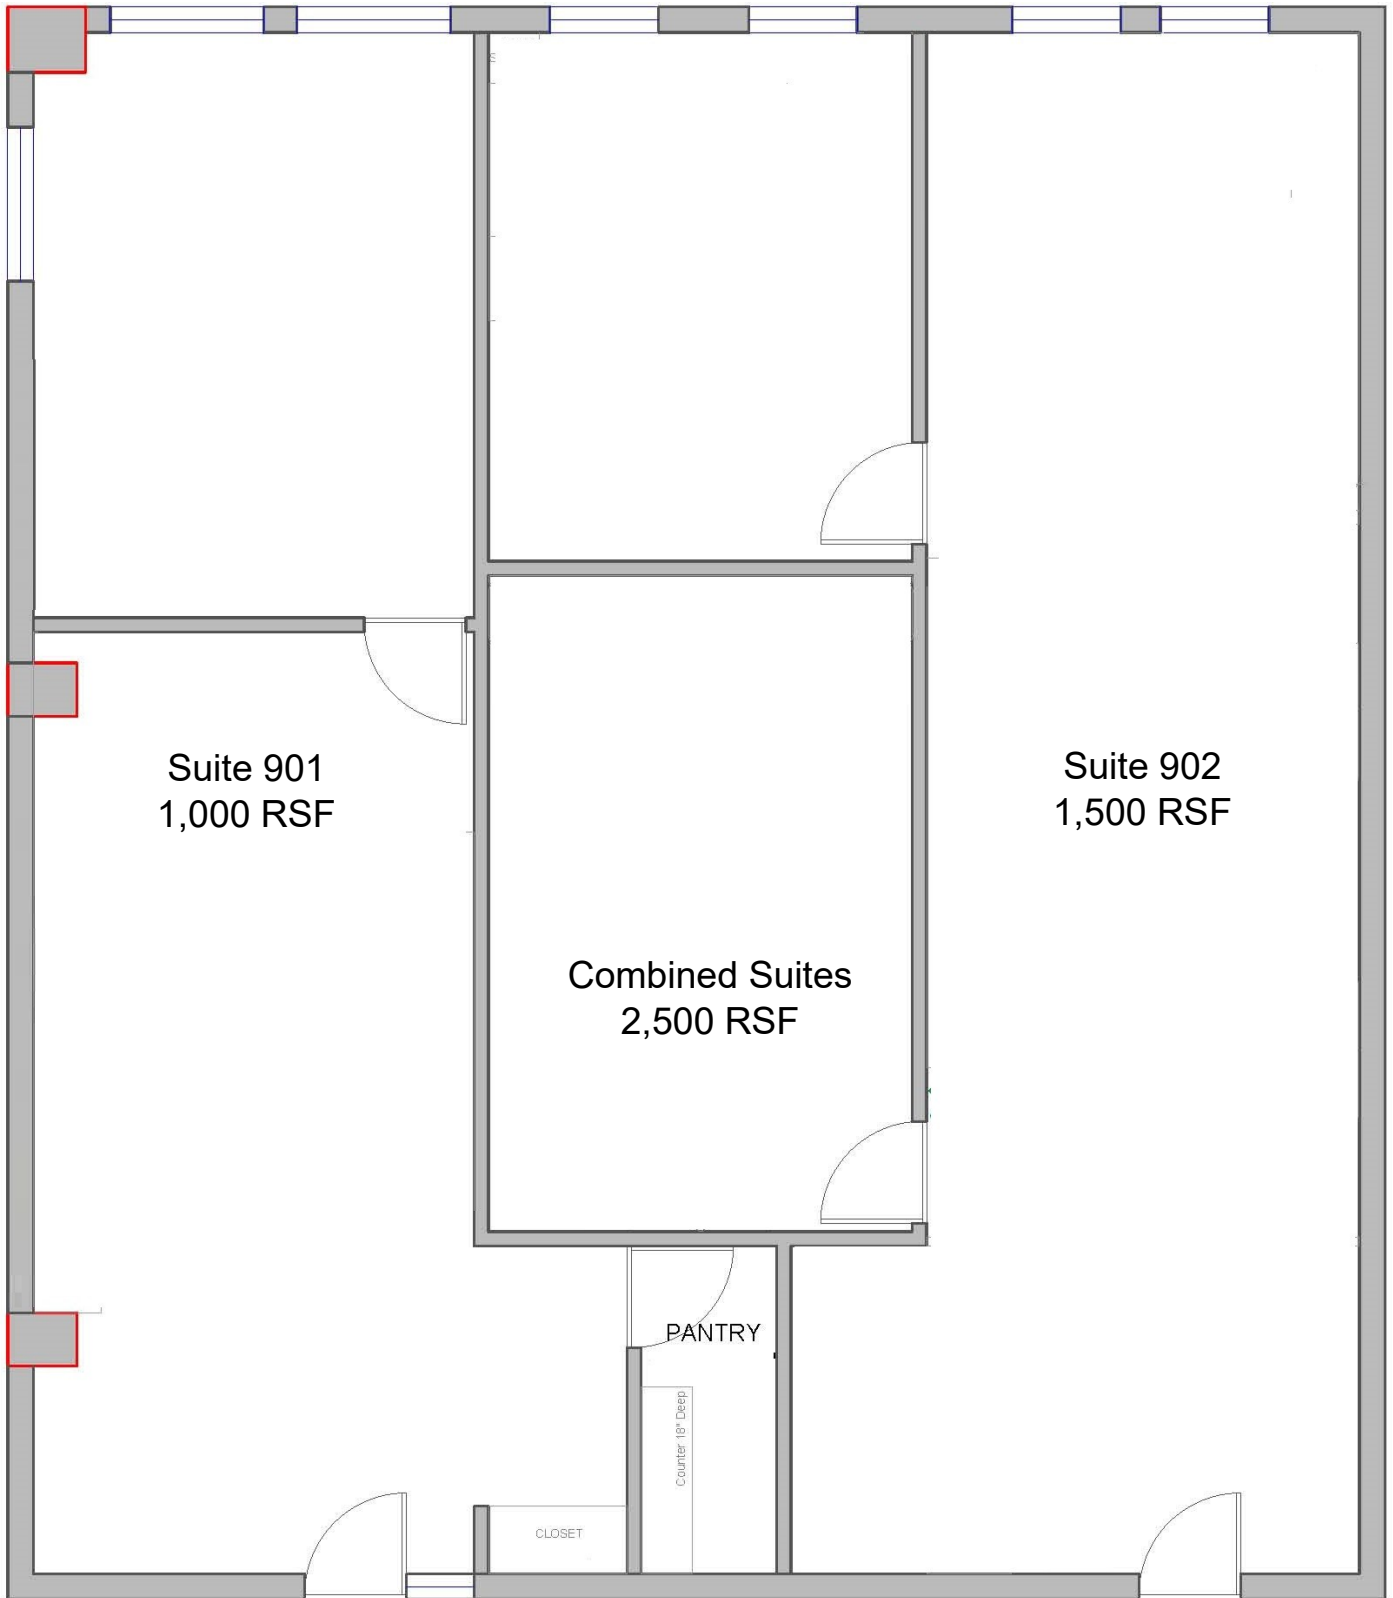 Suite 901
1,000 RSF
Suite 902
1,500 RSF
Combined Suites
2,500 RSF
PANTRY
Counter 18" Deep
CLOSET